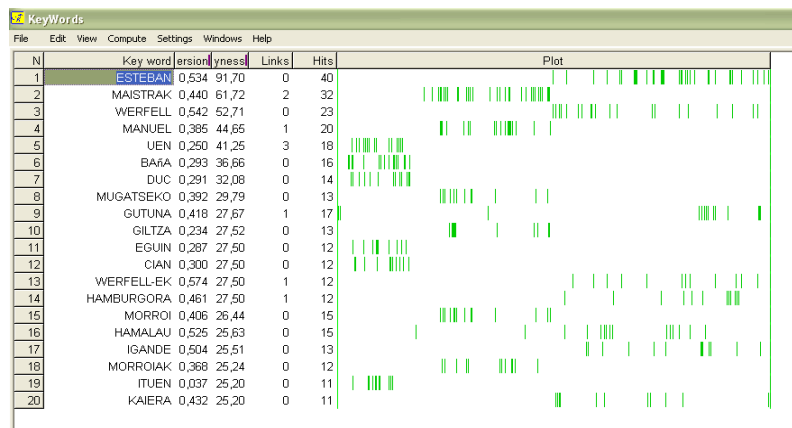 KeyWords
File Edit View Compute Settings Windows Help
N Key word ersion yness Links Hits Plot
1 ESTEBAN 0,534 91,70 0 40
2 MAISTRAK 0,440 61,72 2 32
3 WERFELL 0,542 52,71 0 23
4 MANUEL 0,385 44,65 1 20
5 UEN 0,250 41,25 3 18
6 BAñA 0,293 36,66 0 16
7 DUC 0,291 32,08 0 14
8 MUGATSEKO 0,392 29,79 0 13
9 GUTUNA 0,418 27,67 1 17
10 GILTZA 0,234 27,52 0 13
11 EGUIN 0,287 27,50 0 12
12 CIAN 0,300 27,50 0 12
13 WERFELL-EK 0,574 27,50 1 12
14 HAMBURGORA 0,461 27,50 1 12
15 MORROI 0,406 26,44 0 15
16 HAMALAU 0,525 25,63 0 15
17 IGANDE 0,504 25,51 0 13
18 MORROIAK 0,368 25,24 0 12
19 ITUEN 0,037 25,20 0 11
20 KAIERA 0,432 25,20 0 11